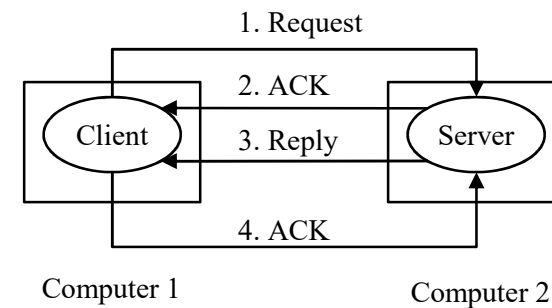 1. Request
2. ACK
Client
3. Reply
Server
4. ACK
Computer 1
Computer 2